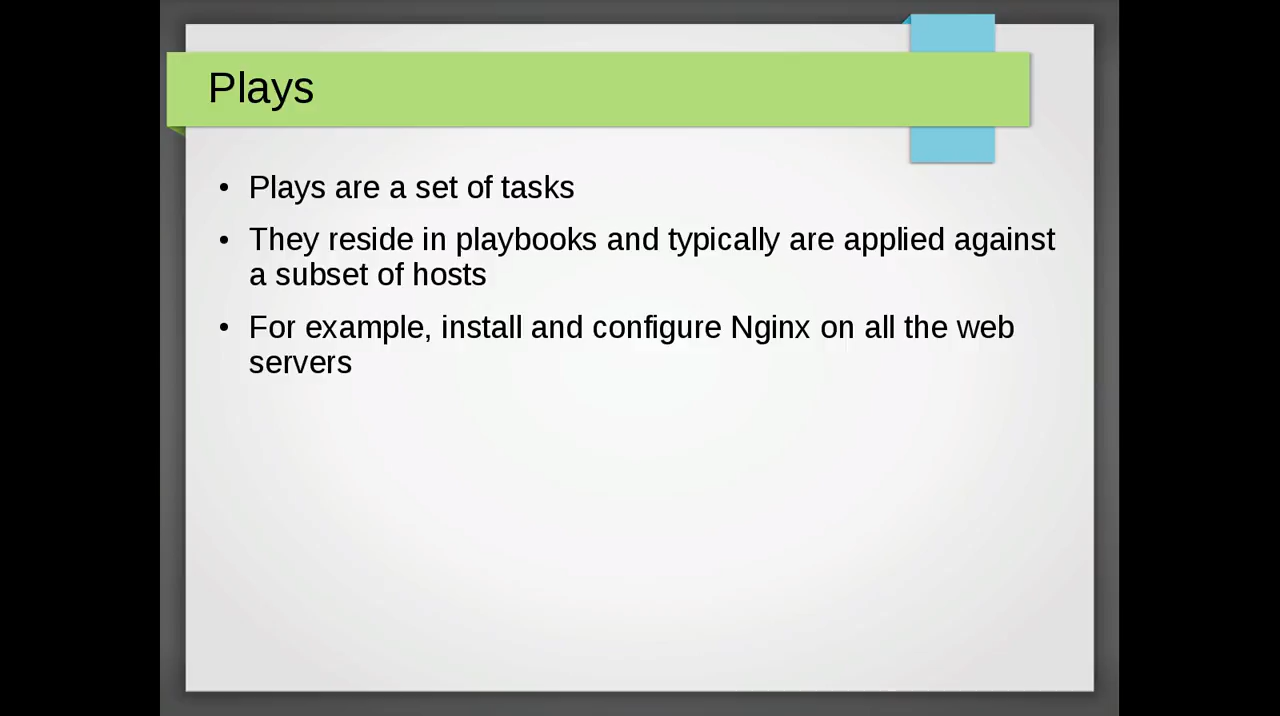 Plays
• Plays are a set of tasks
• They reside in playbooks and typically are applied against
a subset of hosts
• For example, install and configure Nginx on all the web
servers